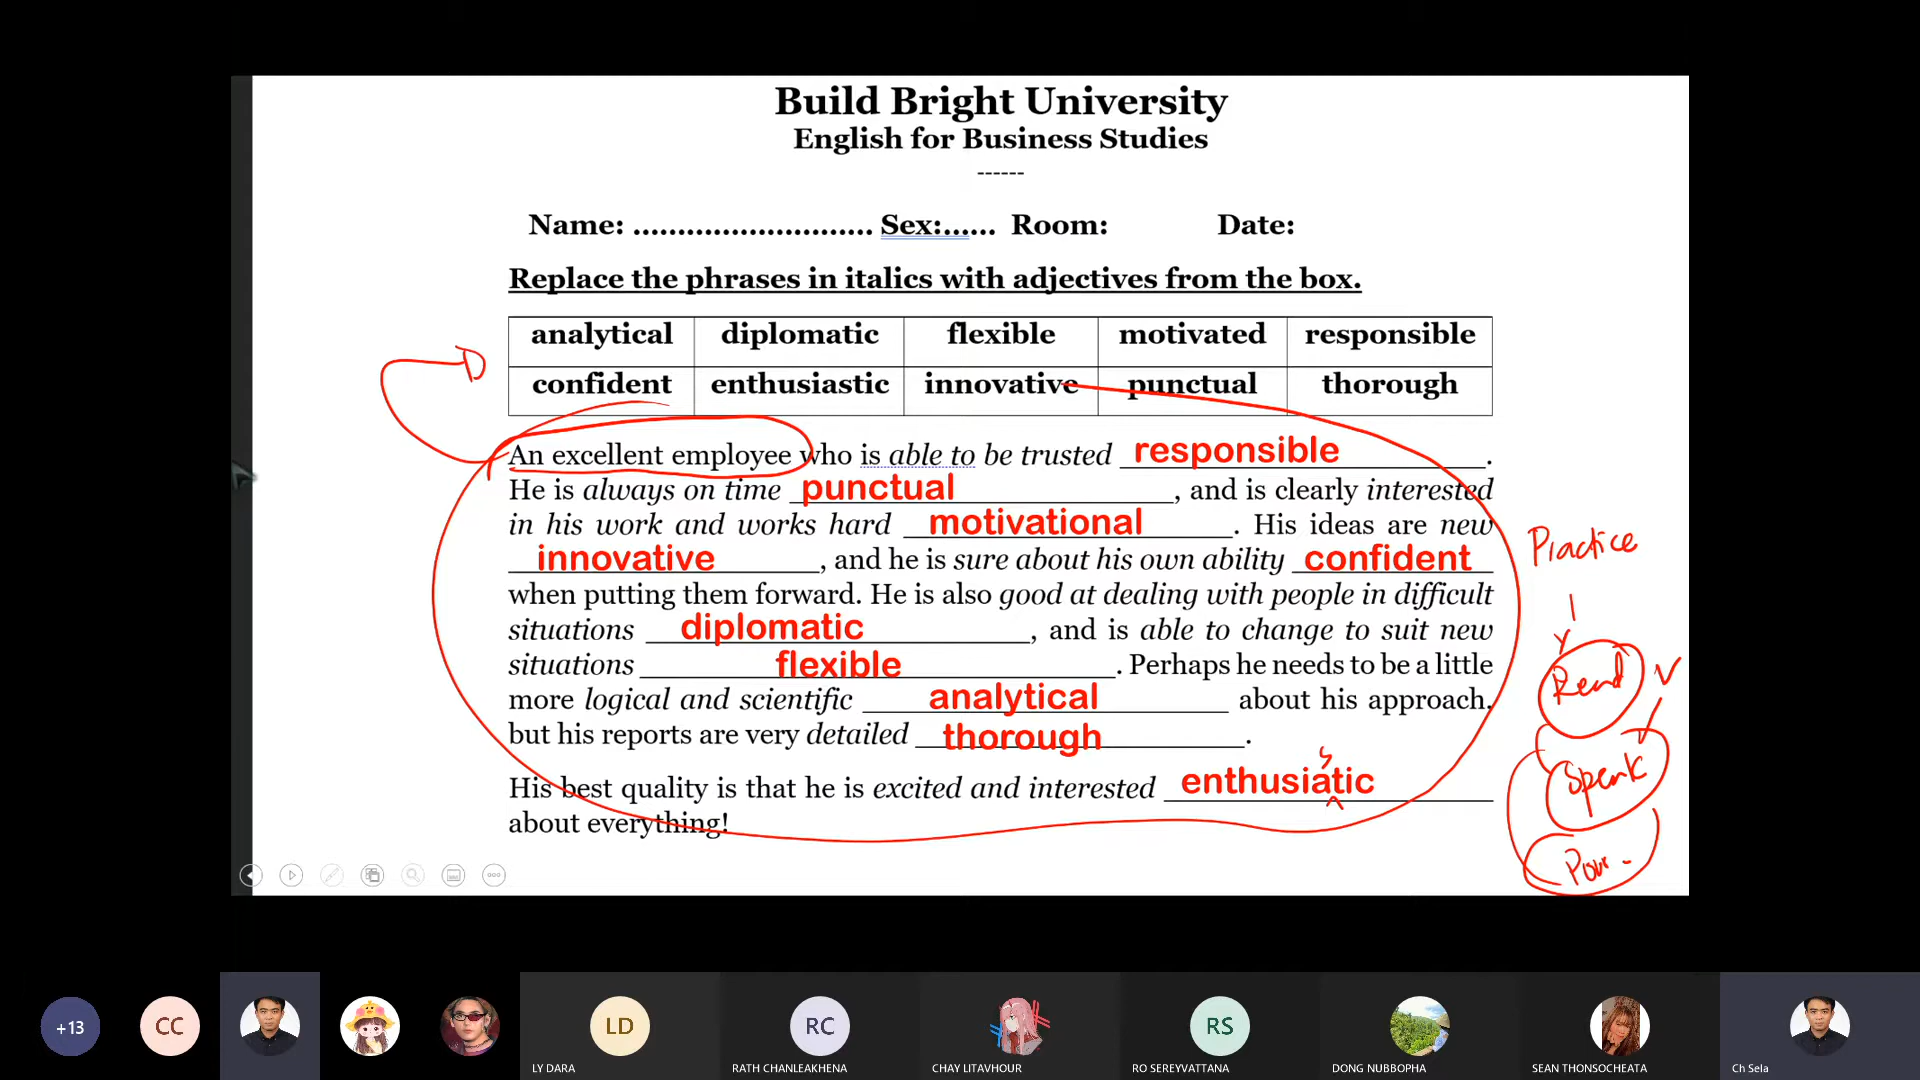 Build Bright University
English for Business Studies
------
Name: ........................... Sex:...... Room: Date:
Replace the phrases in italics with adjectives from the box.
analytical diplomatic flexible motivated responsible
confident enthusiastic innovative punctual thorough
D
An excellent employee who is able to be trusted responsible.
He is always on time punctual, and is clearly interested
in his work and works hard motivational. His ideas are new
innovative, and he is sure about his own ability confident
when putting them forward. He is also good at dealing with people in difficult
situations diplomatic, and is able to change to suit new
situations flexible. Perhaps he needs to be a little
more logical and scientific analytical about his approach,
but his reports are very detailed thorough.
His best quality is that he is excited and interested enthusiatic
s
about everything!
Practice
Read
Speak
+13
CC
LD
RC
RS
LY DARA
RATH CHANLEAKHENA
CHAY LITAVHOUR
RO SEREYVATTANA
DONG NUBBOPHA
SEAN THONSOCHEATA
Ch Sela